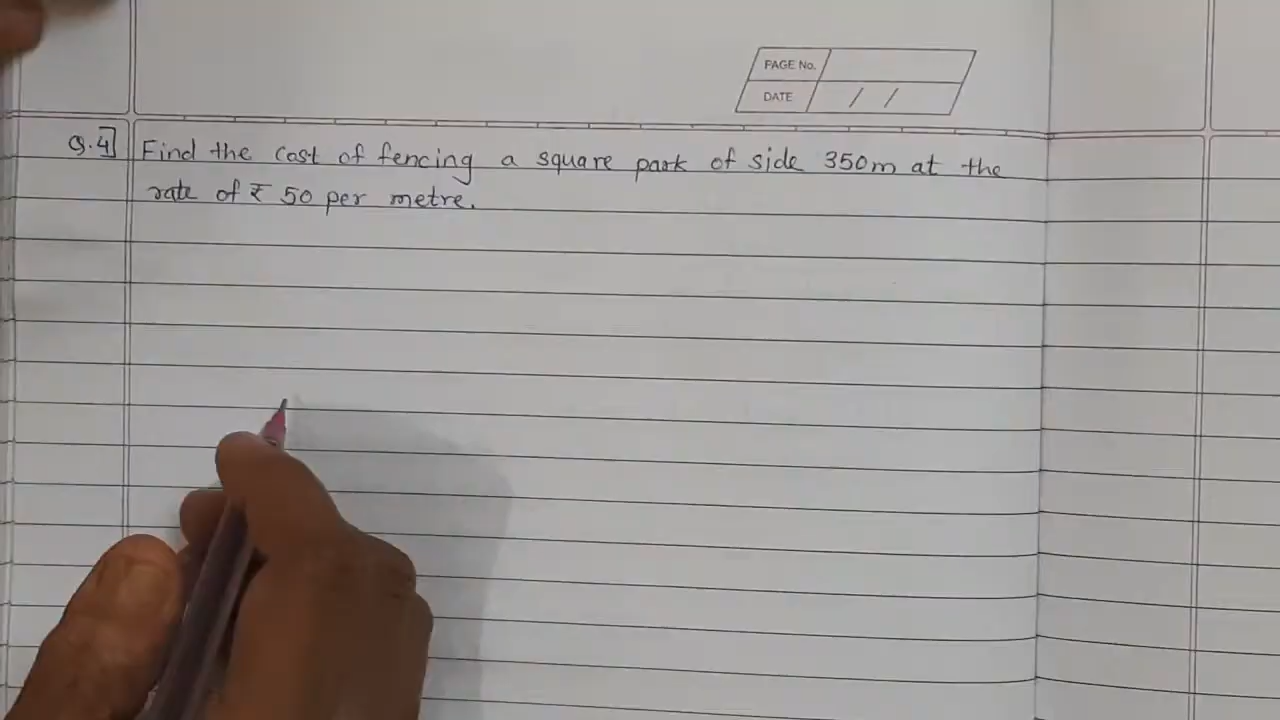 PAGE No.
DATE / /
Q.4] Find the cost of fencing a square park of side 350m at the
rate of ₹ 50 per metre.